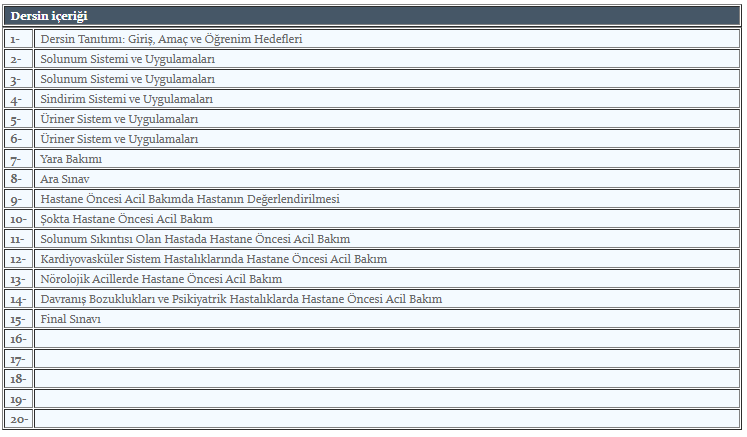 Dersin içeriği
1- Dersin Tanıtımı: Giriş, Amaç ve Öğrenim Hedefleri
2- Solunum Sistemi ve Uygulamaları
3- Solunum Sistemi ve Uygulamaları
4- Sindirim Sistemi ve Uygulamaları
5- Üriner Sistem ve Uygulamaları
6- Üriner Sistem ve Uygulamaları
7- Yara Bakımı
8- Ara Sınav
9- Hastane Öncesi Acil Bakımda Hastanın Değerlendirilmesi
10- Şokta Hastane Öncesi Acil Bakım
11- Solunum Sıkıntısı Olan Hastada Hastane Öncesi Acil Bakım
12- Kardiyovasküler Sistem Hastalıklarında Hastane Öncesi Acil Bakım
13- Nörolojik Acillerde Hastane Öncesi Acil Bakım
14- Davranış Bozuklukları ve Psikiyatrik Hastalıklarda Hastane Öncesi Acil Bakım
15- Final Sınavı
16-
17-
18-
19-
20-